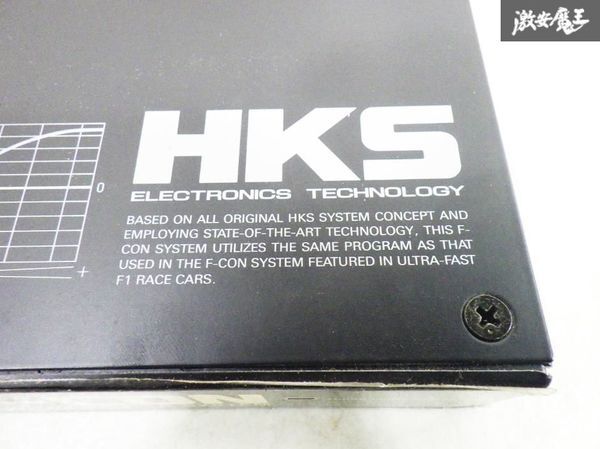 激安魔王
HKS
ELECTRONICS TECHNOLOGY
0
BASED ON ALL ORIGINAL HKS SYSTEM CONCEPT AND
EMPLOYING STATE-OF-THE-ART TECHNOLOGY, THIS F-
CON SYSTEM UTILIZES THE SAME PROGRAM AS THAT
USED IN THE F-CON SYSTEM FEATURED IN ULTRA-FAST
F1 RACE CARS.
+